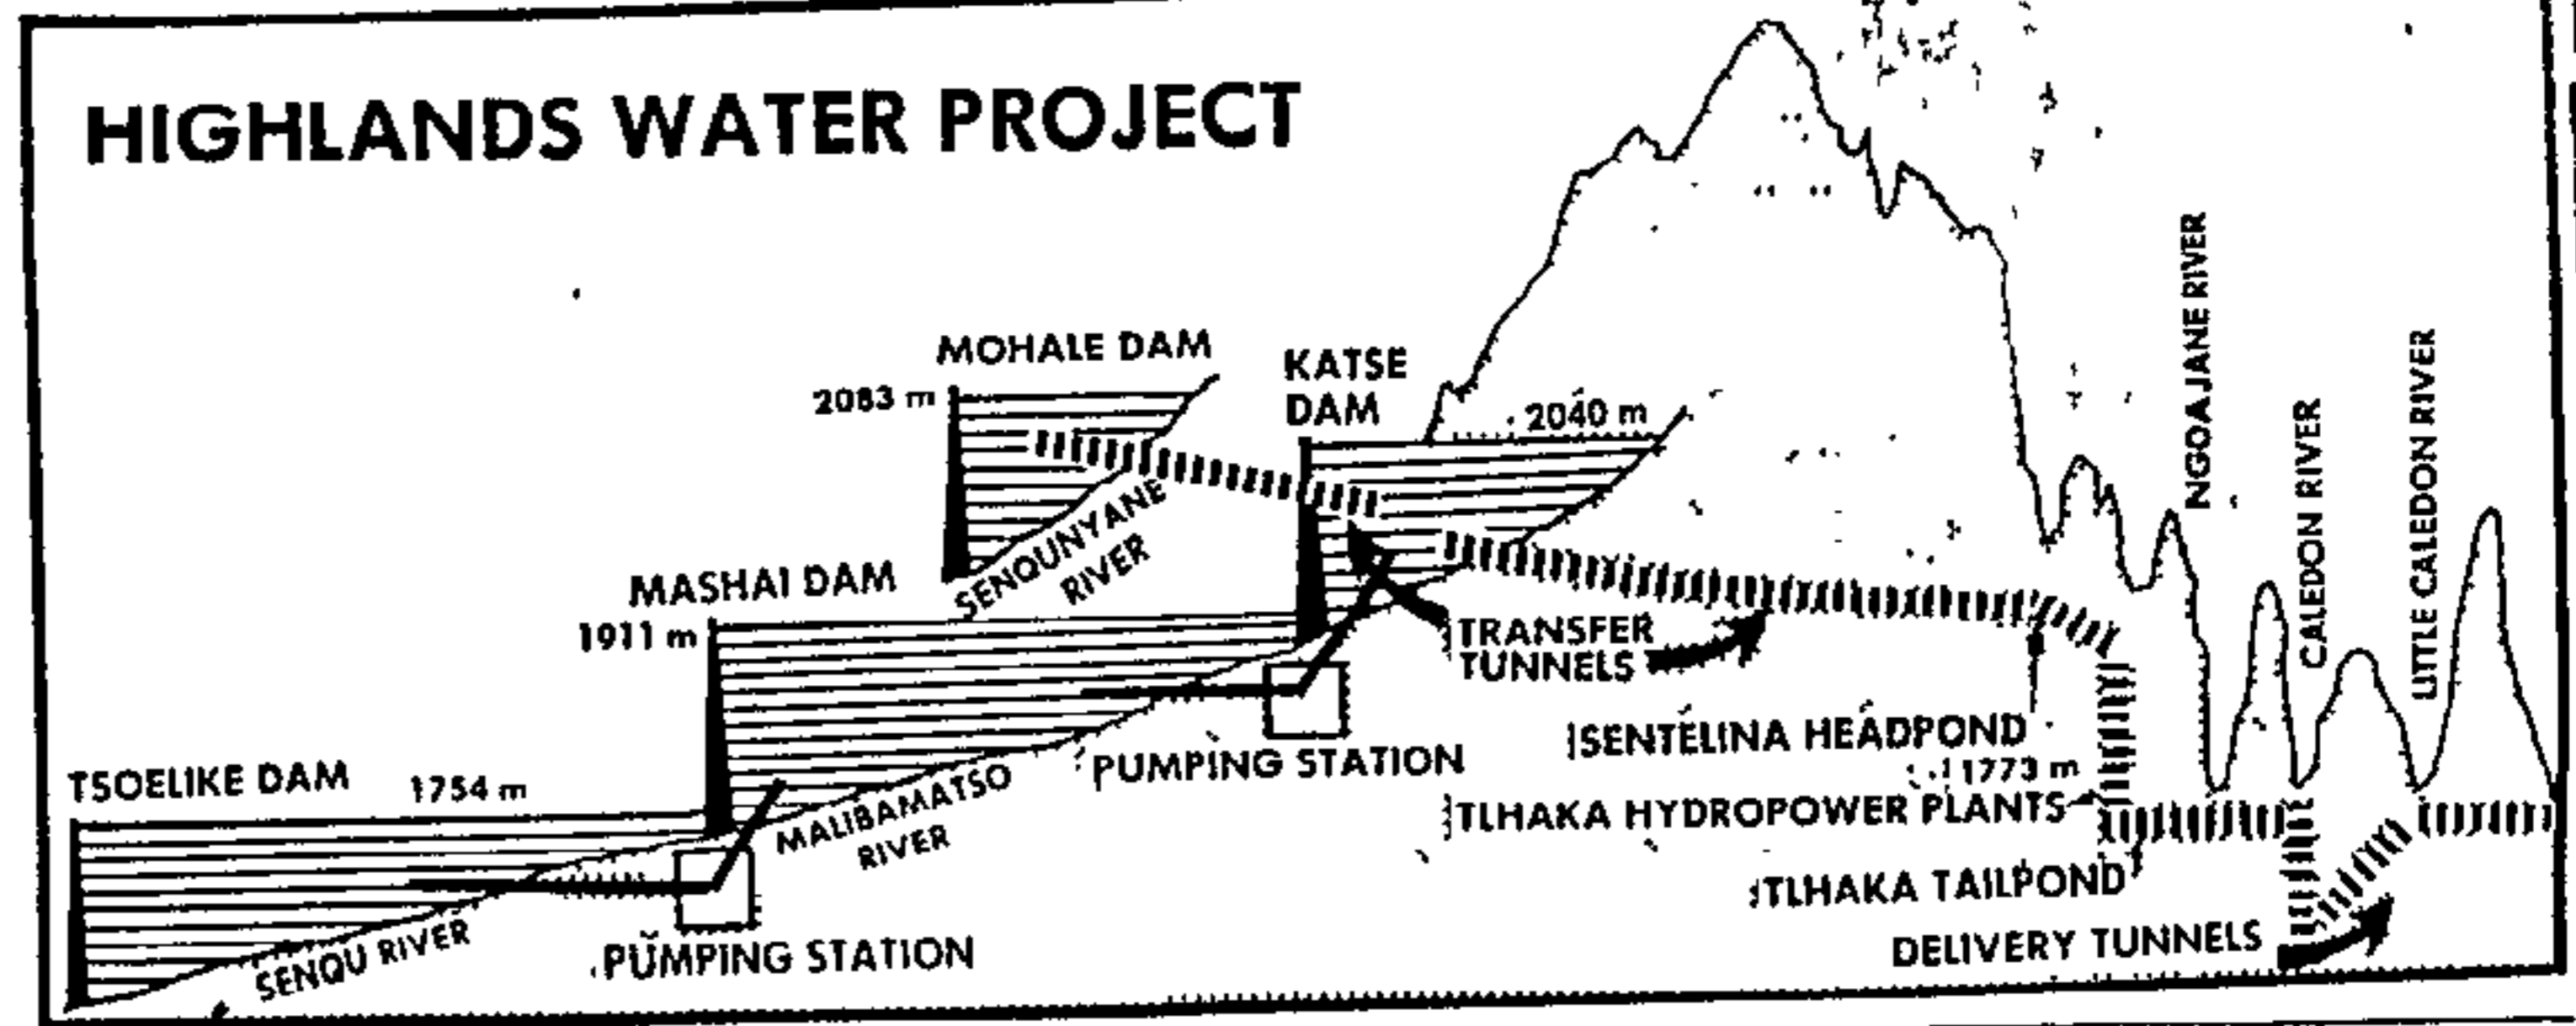 HIGHLANDS WATER PROJECT
MOHALE DAM
2083 m
KATSE
DAM
2040 m
NGOAJANE RIVER
CALEDON RIVER
LITTLE CALEDON RIVER
SENQUNYANE
RIVER
MASHAI DAM
1911 m
TRANSFER
TUNNELS
SENTELINA HEADPOND
1773 m
PUMPING STATION
TLHAKA HYDROPOWER PLANTS
TSOELIKE DAM
1754 m
MALIBAMATSO
RIVER
TLHAKA TAILPOND
DELIVERY TUNNELS
SENQU RIVER
PUMPING STATION